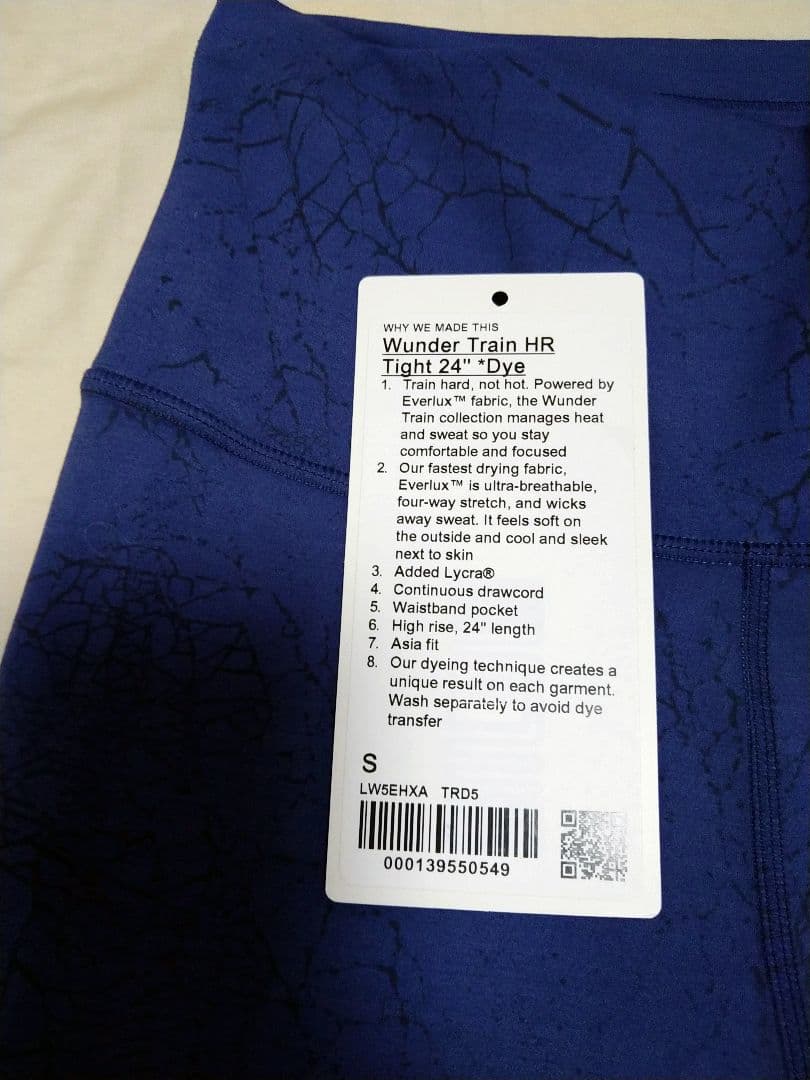 WHY WE MADE THIS
Wunder Train HR
Tight 24" *Dye
1. Train hard, not hot. Powered by
Everlux™ fabric, the Wunder
Train collection manages heat
and sweat so you stay
comfortable and focused
2. Our fastest drying fabric,
Everlux™ is ultra-breathable,
four-way stretch, and wicks
away sweat. It feels soft on
the outside and cool and sleek
next to skin
3. Added Lycra®
4. Continuous drawcord
5. Waistband pocket
6. High rise, 24" length
7. Asia fit
8. Our dyeing technique creates a
unique result on each garment.
Wash separately to avoid dye
transfer
S
LW5EHXA TRD5
000139550549